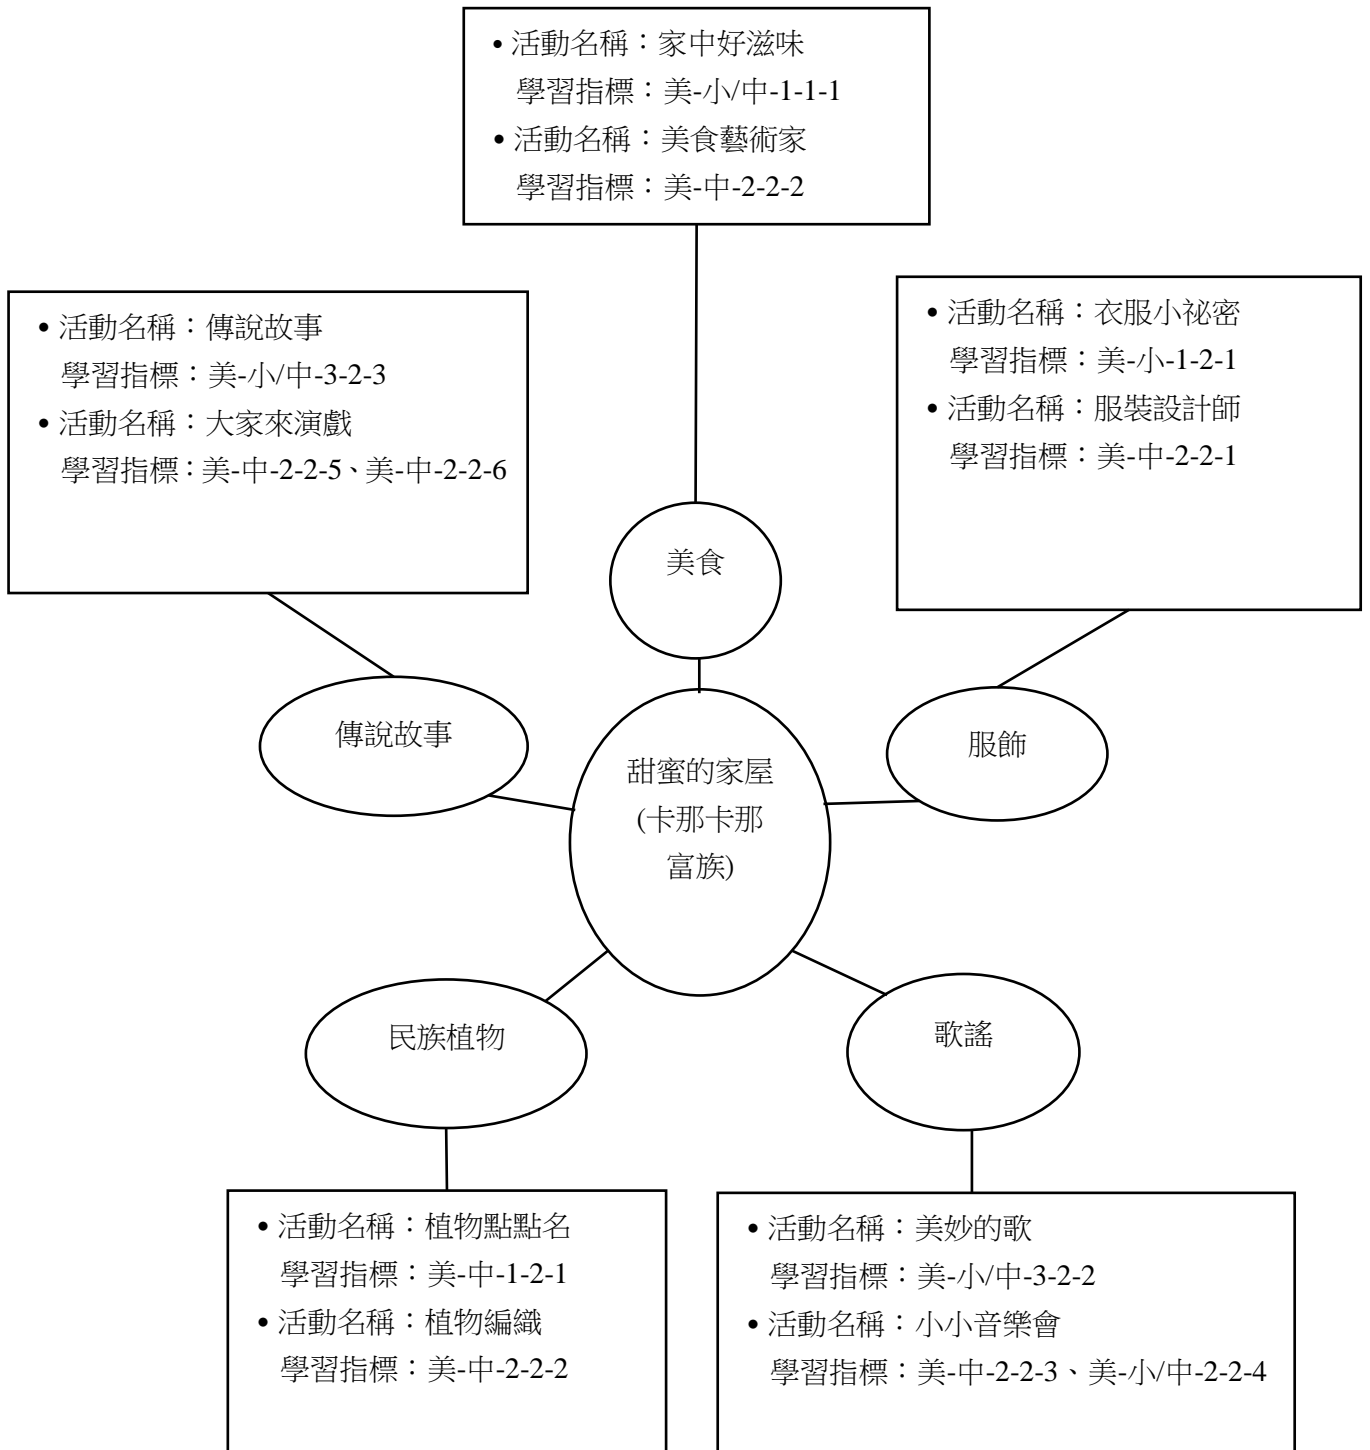 • 活動名稱：家中好滋味
學習指標：美-小/中-1-1-1
• 活動名稱：美食藝術家
學習指標：美-中-2-2-2
• 活動名稱：傳說故事
學習指標：美-小/中-3-2-3
• 活動名稱：大家來演戲
學習指標：美-中-2-2-5、美-中-2-2-6
• 活動名稱：衣服小祕密
學習指標：美-小-1-2-1
• 活動名稱：服裝設計師
學習指標：美-中-2-2-1
美食
傳說故事
服飾
甜蜜的家屋
(卡那卡那
富族)
民族植物
歌謠
• 活動名稱：植物點點名
學習指標：美-中-1-2-1
• 活動名稱：植物編織
學習指標：美-中-2-2-2
• 活動名稱：美妙的歌
學習指標：美-小/中-3-2-2
• 活動名稱：小小音樂會
學習指標：美-中-2-2-3、美-小/中-2-2-4